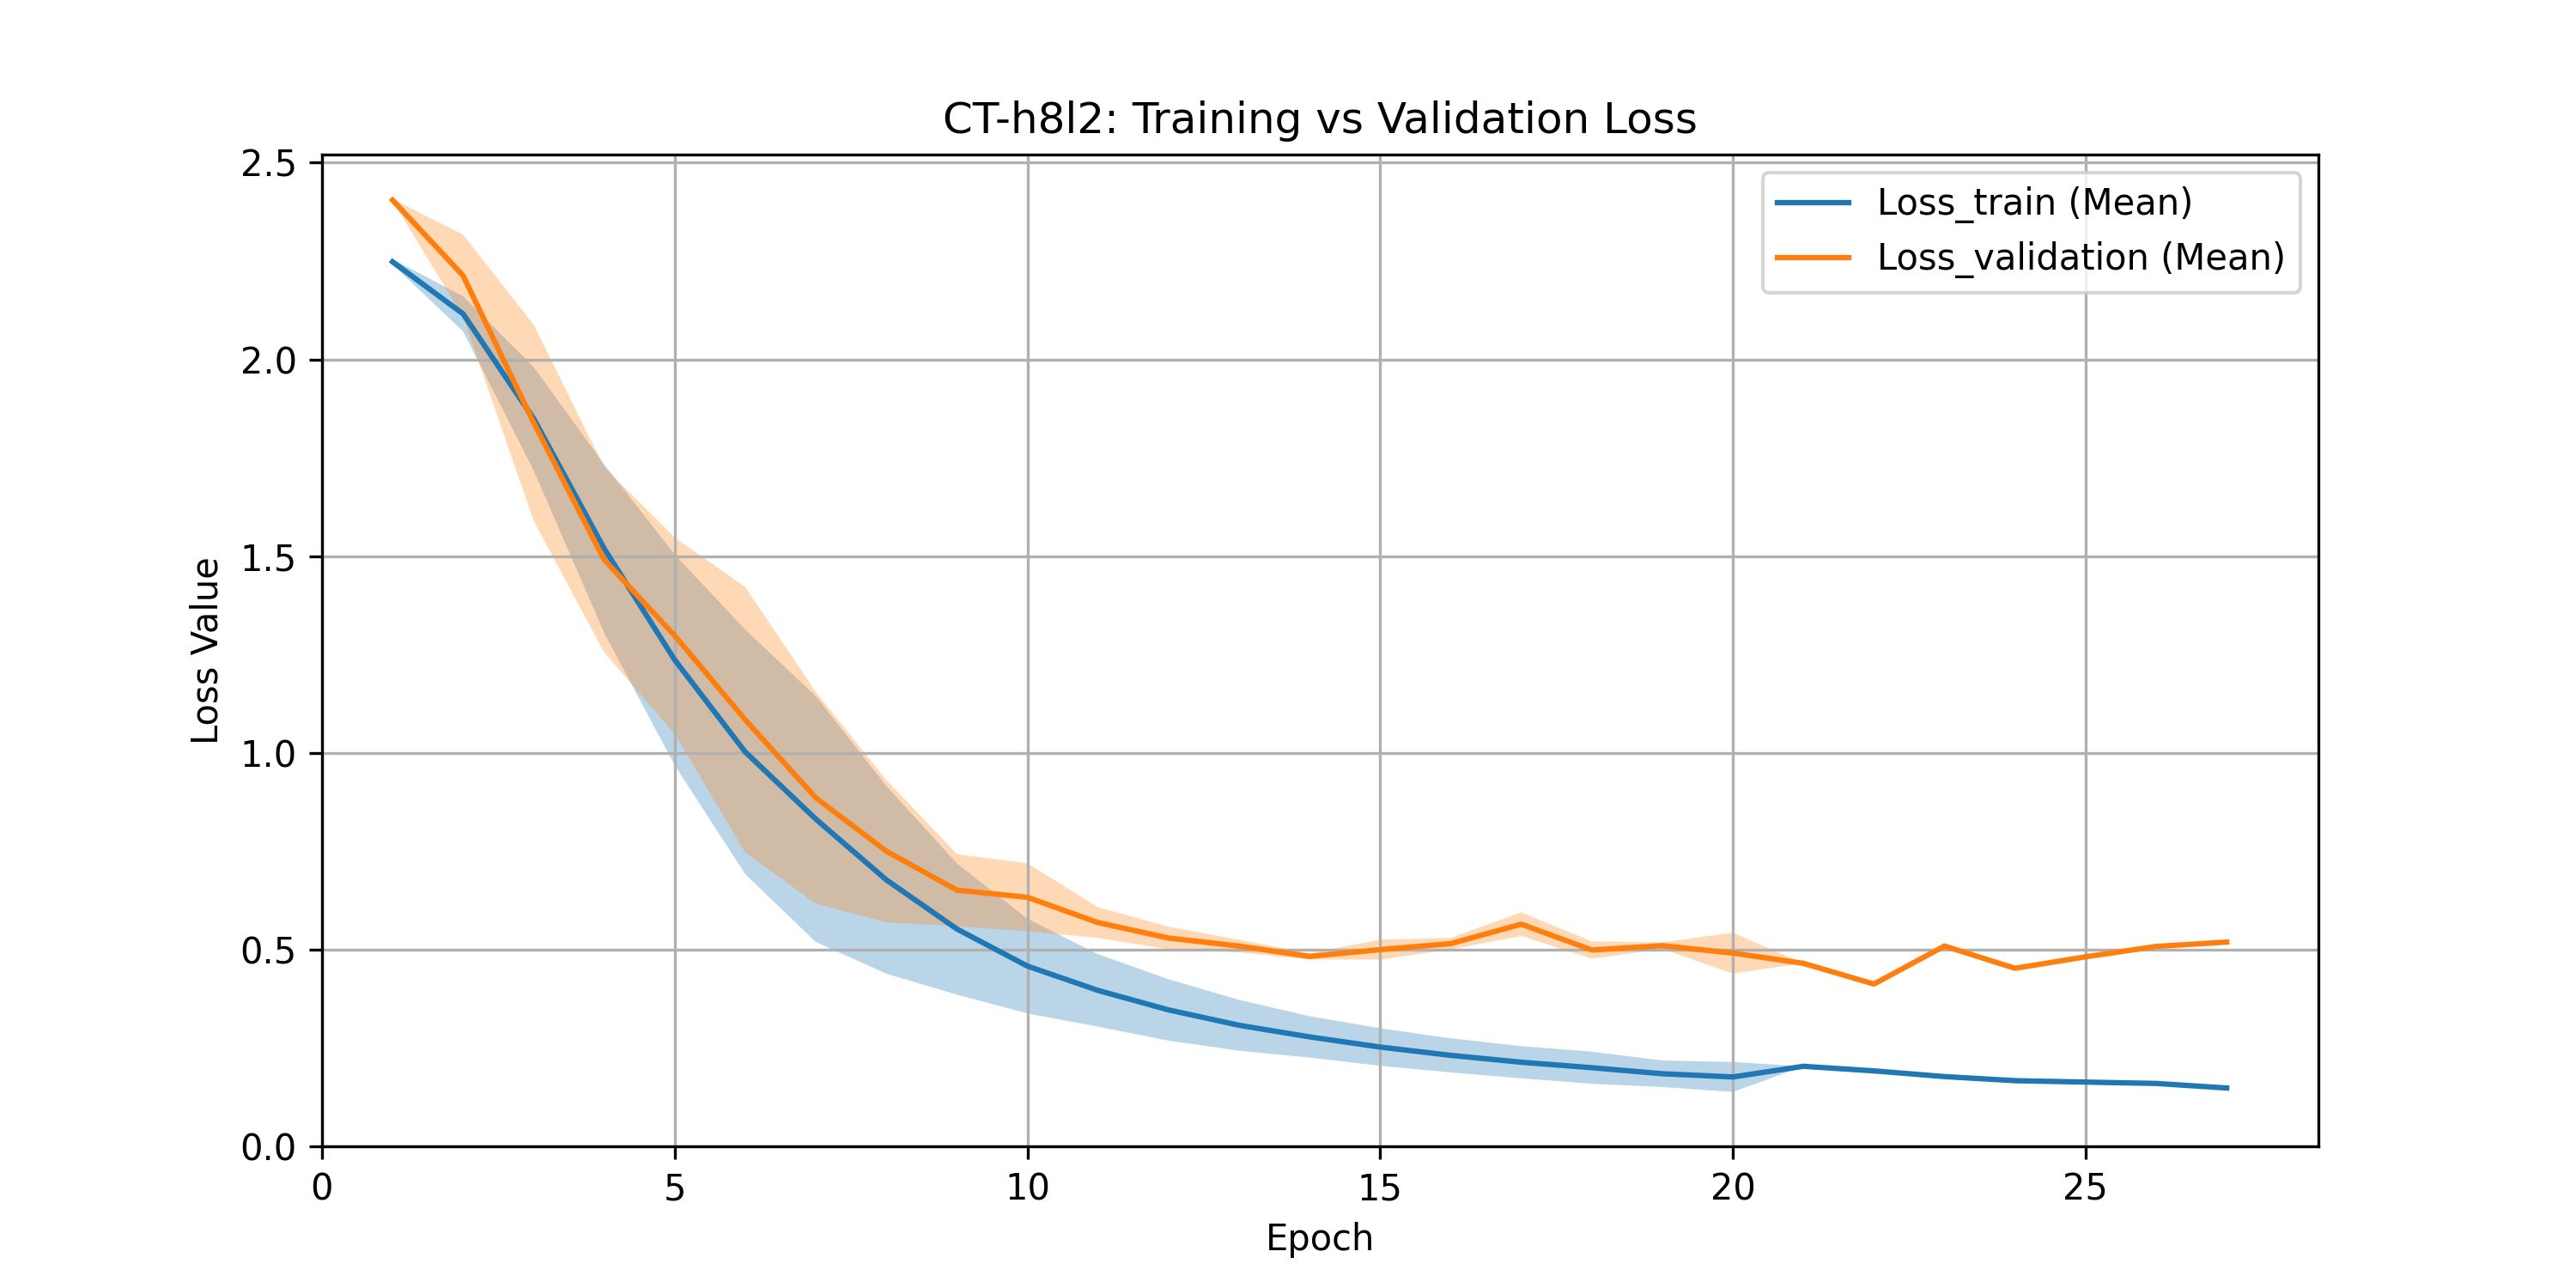 CT-h8l2: Training vs Validation Loss
Loss_train (Mean)
Loss_validation (Mean)
Loss Value
2.5
2.0
1.5
1.0
0.5
0.0
0 5 10 15 20 25
Epoch